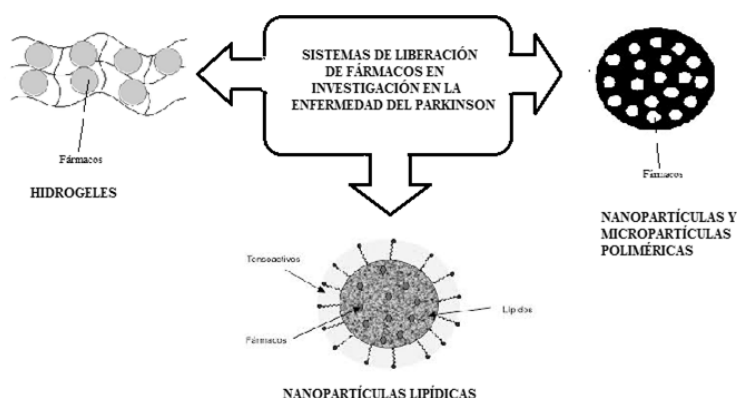 SISTEMAS DE LIBERACIÓN
DE FÁRMACOS EN
INVESTIGACIÓN EN LA
ENFERMEDAD DEL PARKINSON
Fármacos
HIDROGELES
Fármacos
NANOPARTÍCULAS Y
MICROPARTÍCULAS
POLIMÉRICAS
Tensoactivos
Fármacos
Lípidos
NANOPARTÍCULAS LIPÍDICAS